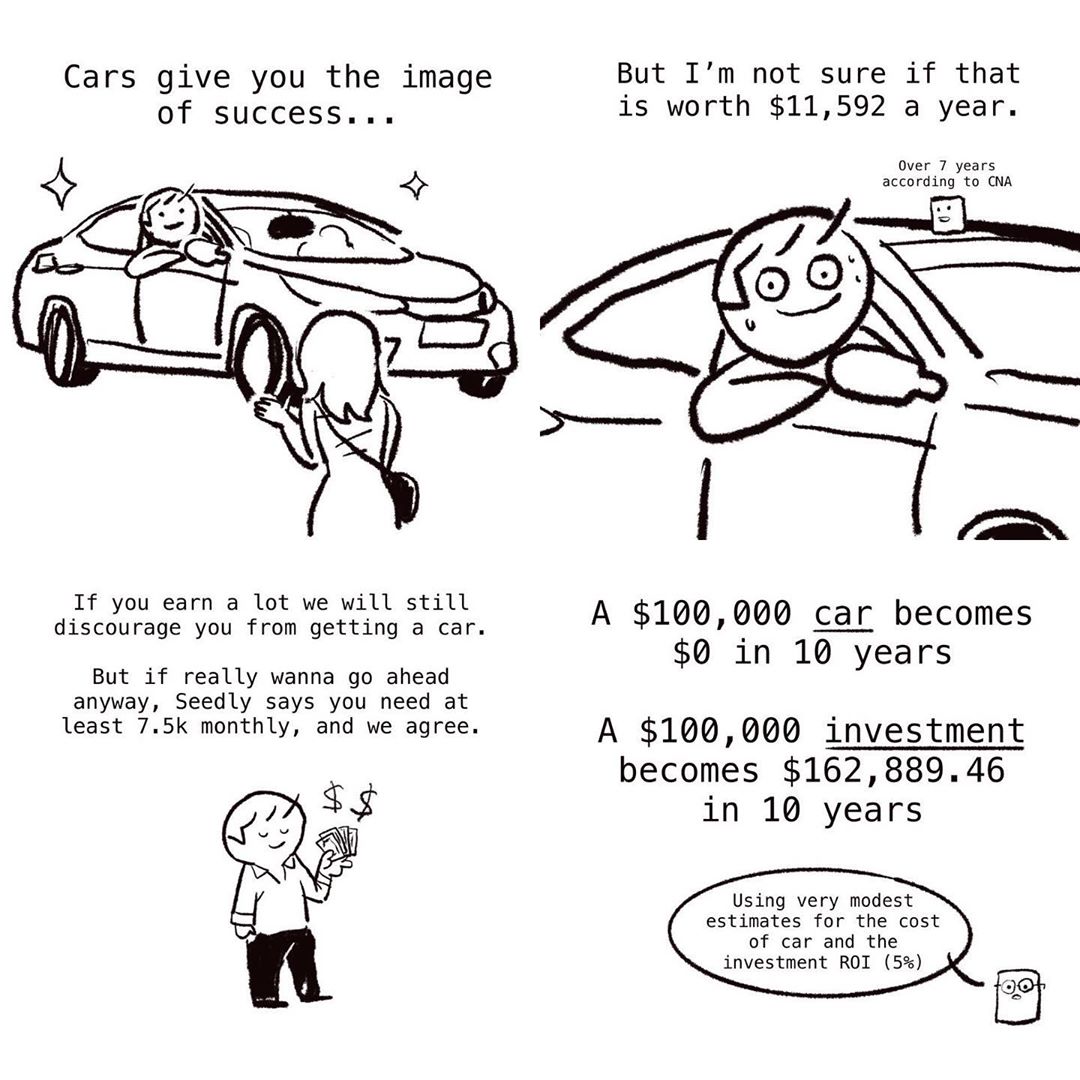 Cars give you the image
of success...
But I'm not sure if that
is worth $11,592 a year.
Over 7 years
according to CNA
If you earn a lot we will still
discourage you from getting a car.
But if really wanna go ahead
anyway, Seedly says you need at
least 7.5k monthly, and we agree.
$ $
A $100,000 car becomes
$0 in 10 years
A $100,000 investment
becomes $162,889.46
in 10 years
Using very modest
estimates for the cost
of car and the
investment ROI (5%)